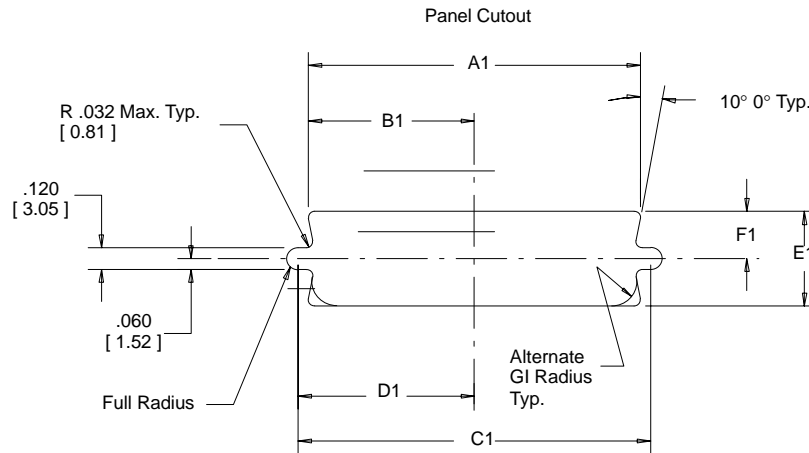 Panel Cutout
A1
R .032 Max. Typ.
[ 0.81 ]
B1
10° 0° Typ.
.120
[ 3.05 ]
F1
E1
.060
[ 1.52 ]
Alternate
GI Radius
Typ.
Full Radius
D1
C1